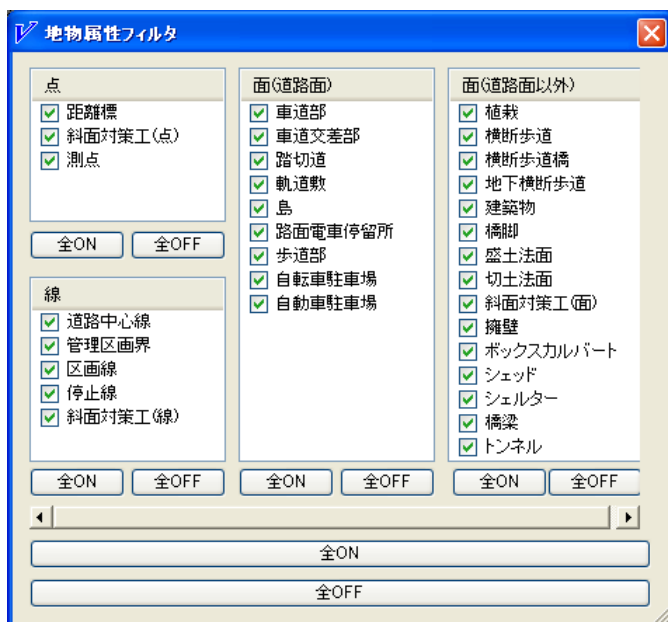 地物属性フィルタ
点
距離標
斜面対策工(点)
測点
全ON 全OFF
線
道路中心線
管理区画界
区画線
停止線
斜面対策工(線)
全ON 全OFF
面(道路面)
車道部
車道交差部
踏切道
軌道敷
島
路面電車停留所
歩道部
自転車駐車場
自動車駐車場
全ON 全OFF
面(道路面以外)
植栽
横断歩道
横断歩道橋
地下横断歩道
建築物
橋脚
盛土法面
切土法面
斜面対策工(面)
擁壁
ボックスカルバート
シェッド
シェルター
橋梁
トンネル
全ON 全OFF
全ON
全OFF